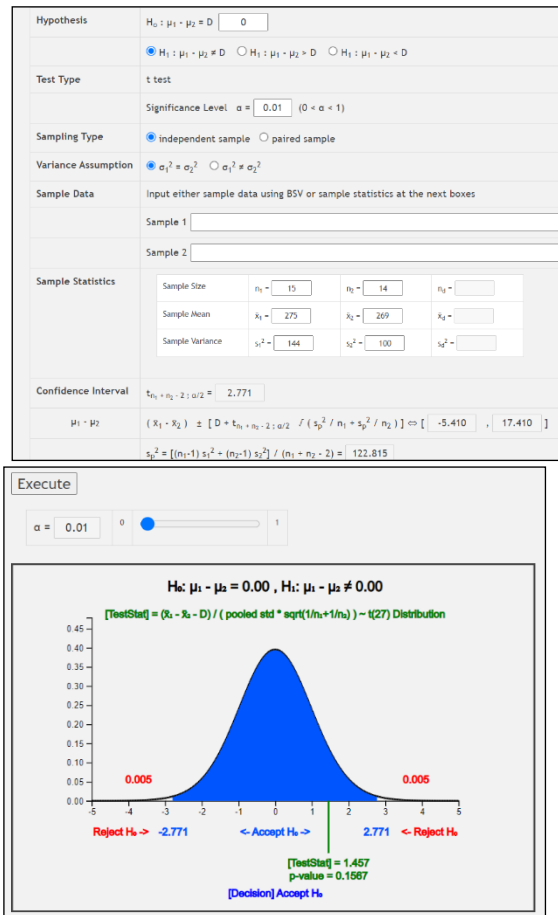 Hypothesis
H₀ : μ₁ - μ₂ = D 0
H₁ : μ₁ - μ₂ ≠ D H₁ : μ₁ - μ₂ > D H₁ : μ₁ - μ₂ < D
Test Type t test
Significance Level α = 0.01 (0 < α < 1)
Sampling Type independent sample paired sample
Variance Assumption σ₁² = σ₂² σ₁² ≠ σ₂²
Sample Data Input either sample data using BSV or sample statistics at the next boxes
Sample 1
Sample 2
Sample Statistics
Sample Size n₁ = 15 n₂ = 14 n_d =
Sample Mean x̄₁ = 275 x̄₂ = 269 x̄_d =
Sample Variance s₁² = 144 s₂² = 100 s_d² =
Confidence Interval t n₁ + n₂ - 2 ; α/2 = 2.771
μ₁ - μ₂ ( x̄₁ - x̄₂ ) ± [ D + t n₁ + n₂ - 2 ; α/2 √ ( sₚ² / n₁ + sₚ² / n₂ ) ] ⇔ [ -5.410 , 17.410 ]
sₚ² = [(n₁-1) s₁² + (n₂-1) s₂²] / (n₁ + n₂ - 2) = 122.815
Execute
α = 0.01 0 1
H₀: μ₁ - μ₂ = 0.00 , H₁: μ₁ - μ₂ ≠ 0.00
[TestStat] = (x̄₁ - x̄₂ - D) / ( pooled std * sqrt(1/n₁+1/n₂) ) ~ t(27) Distribution
0.45
0.40
0.35
0.30
0.25
0.20
0.15
0.10
0.05
0.00
0.005 0.005
-5 -4 -3 -2 -1 0 1 2 3 4 5
Reject H₀ -> -2.771 <- Accept H₀ -> 2.771 <- Reject H₀
[TestStat] = 1.457
p-value = 0.1567
[Decision] Accept H₀